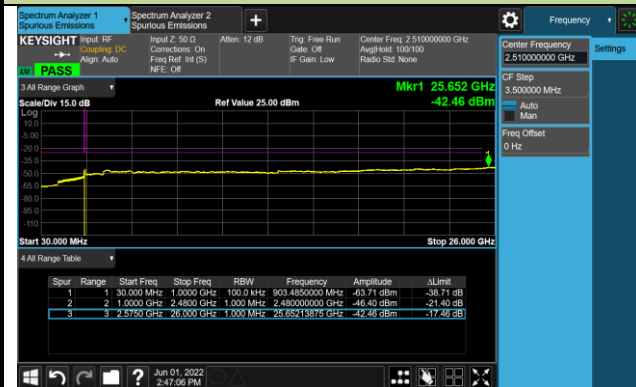 Spectrum Analyzer 1
Spurious Emissions
Spectrum Analyzer 2
Spurious Emissions
+
Frequency
KEYSIGHT
Input: RF
Coupling: DC
Align: Auto
Input Z: 50 Ω
Corrections: On
Freq Ref: Int (S)
NFE: Off
Atten: 12 dB
Trig: Free Run
Gate: Off
IF Gain: Low
Center Freq: 2.510000000 GHz
Avg|Hold: 100/100
Radio Std: None
PASS
Center Frequency
2.510000000 GHz
Settings
CF Step
3.500000 MHz
Auto
Man
Freq Offset
0 Hz
3 All Range Graph
Mkr1 25.652 GHz
Scale/Div 15.0 dB
Ref Value 25.00 dBm
-42.46 dBm
Log
10.0
-5.00
-20.0
-35.0
-50.0
-65.0
-80.0
-95.0
-110
Start 30.000 MHz
Stop 26.000 GHz
4 All Range Table
Spur Range Start Freq Stop Freq RBW Frequency Amplitude ΔLimit
1 1 30.000 MHz 1.0000 GHz 100.0 kHz 903.4850000 MHz -63.71 dBm -38.71 dB
2 2 1.0000 GHz 2.4800 GHz 1.000 MHz 2.480000000 GHz -46.40 dBm -21.40 dB
3 3 2.5750 GHz 26.000 GHz 1.000 MHz 25.65213875 GHz -42.46 dBm -17.46 dB
?
Jun 01, 2022
2:47:06 PM